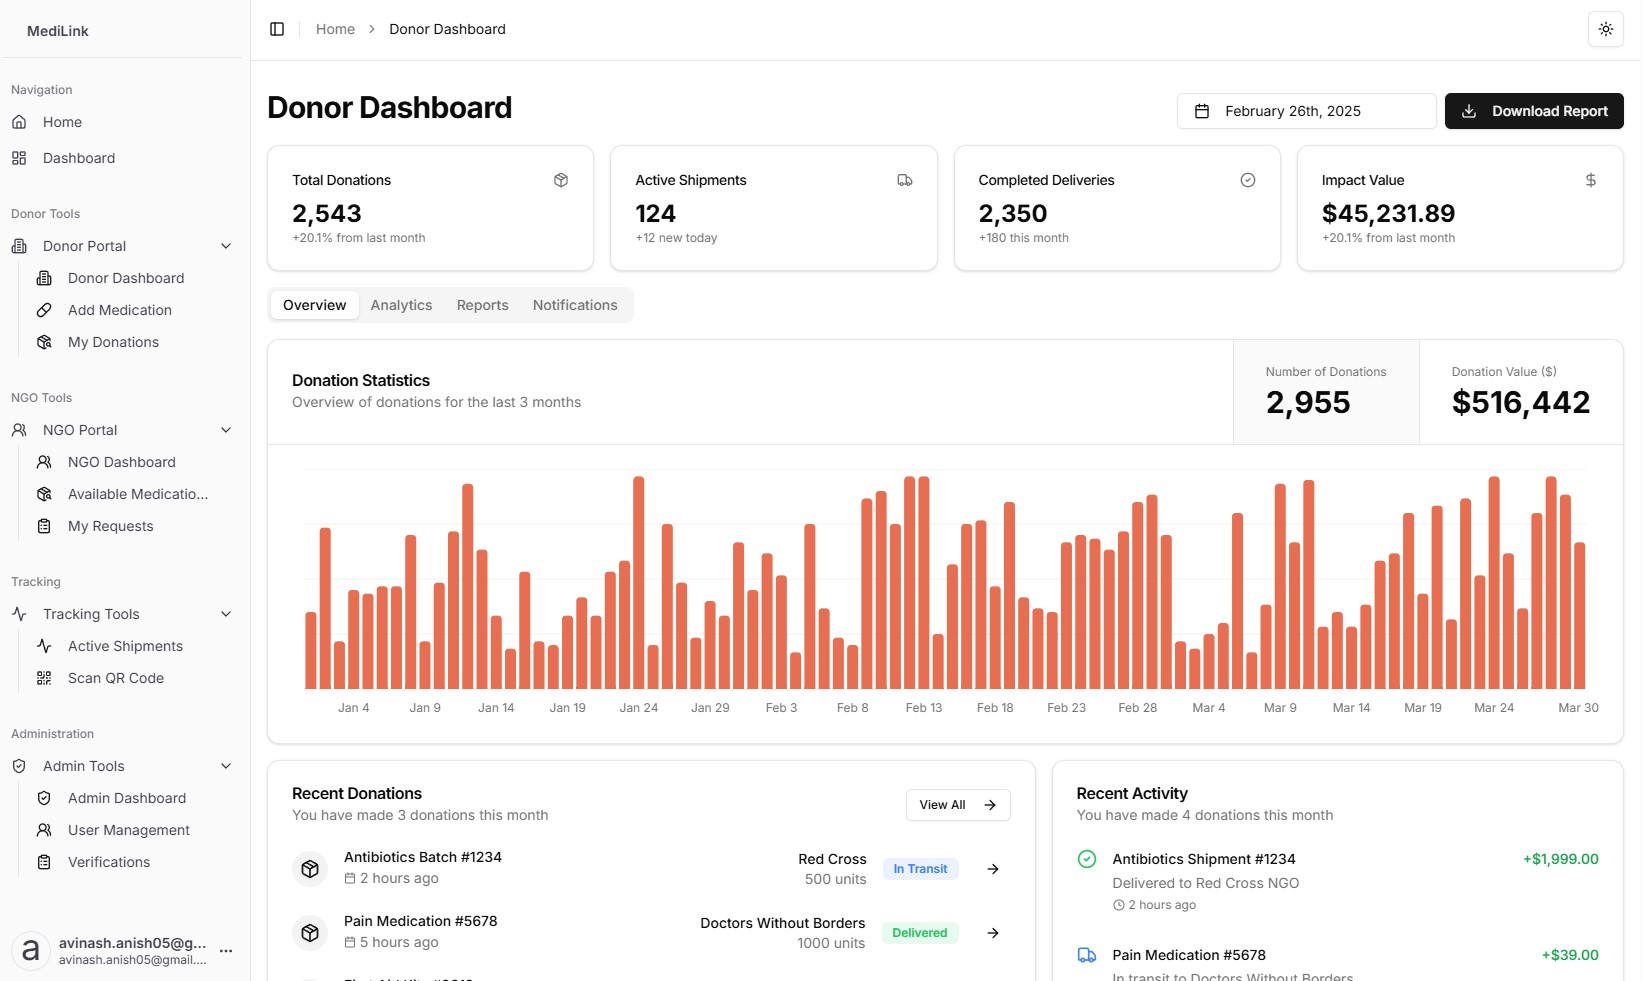 MediLink
Navigation
Home
Dashboard
Donor Tools
Donor Portal
Donor Dashboard
Add Medication
My Donations
NGO Tools
NGO Portal
NGO Dashboard
Available Medicatio...
My Requests
Tracking
Tracking Tools
Active Shipments
Scan QR Code
Administration
Admin Tools
Admin Dashboard
User Management
Verifications
a
avinash.anish05@g...
avinash.anish05@gmail....
Home > Donor Dashboard
Donor Dashboard
February 26th, 2025
Download Report
Total Donations
2,543
+20.1% from last month
Active Shipments
124
+12 new today
Completed Deliveries
2,350
+180 this month
Impact Value $
$45,231.89
+20.1% from last month
Overview Analytics Reports Notifications
Donation Statistics
Overview of donations for the last 3 months
Number of Donations
2,955
Donation Value ($)
$516,442
Jan 4 Jan 9 Jan 14 Jan 19 Jan 24 Jan 29 Feb 3 Feb 8 Feb 13 Feb 18 Feb 23 Feb 28 Mar 4 Mar 9 Mar 14 Mar 19 Mar 24 Mar 30
Recent Donations
You have made 3 donations this month
View All
Antibiotics Batch #1234
2 hours ago
Red Cross
500 units
In Transit
Pain Medication #5678
5 hours ago
Doctors Without Borders
1000 units
Delivered
Recent Activity
You have made 4 donations this month
Antibiotics Shipment #1234
+$1,999.00
Delivered to Red Cross NGO
2 hours ago
Pain Medication #5678
+$39.00
In transit to Doctors Without Borders